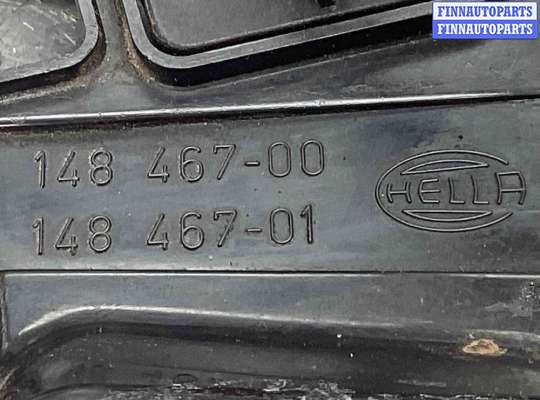 FINNAUTOPARTS
FINNAUTOPARTS
148 467-00
148 467-01
HELLA